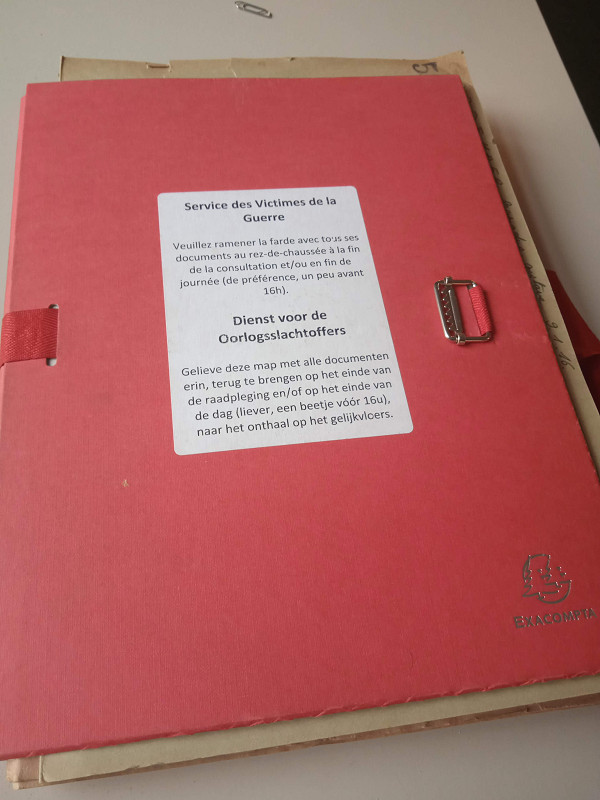 5
Service des Victimes de la
Guerre
Veuillez ramener la farde avec tous ses
documents au rez-de-chaussée à la fin
de la consultation et/ou en fin de
journée (de préférence, un peu avant
16h).
Dienst voor de
Oorlogsslachtoffers
Gelieve deze map met alle documenten
erin, terug te brengen op het einde van
de raadpleging en/of op het einde van
de dag (liever, een beetje vóór 16u),
naar het onthaal op het gelijkvloers.
EXACOMPTA